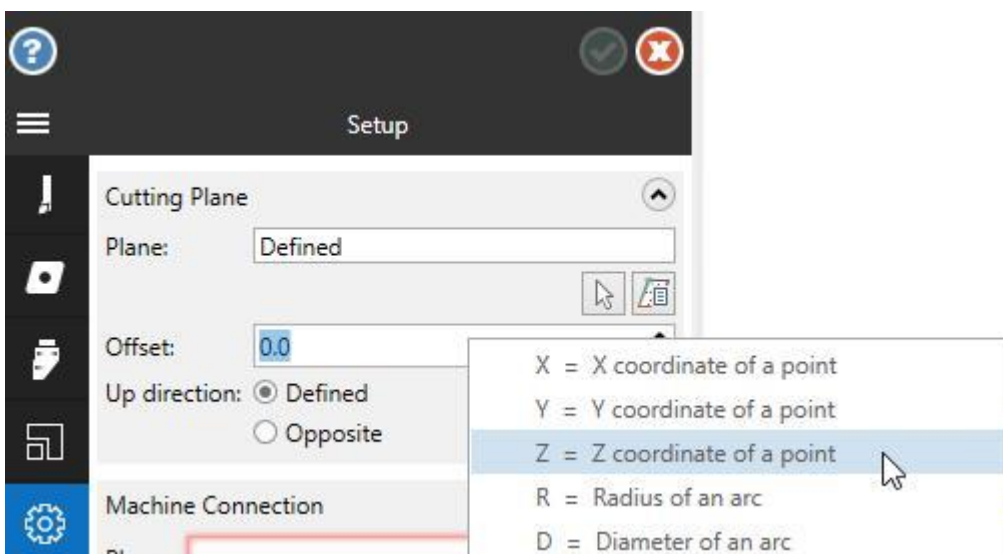 ?
Setup
Cutting Plane
Plane: Defined
Offset: 0.0
Up direction: Defined
Opposite
X = X coordinate of a point
Y = Y coordinate of a point
Z = Z coordinate of a point
R = Radius of an arc
D = Diameter of an arc
Machine Connection